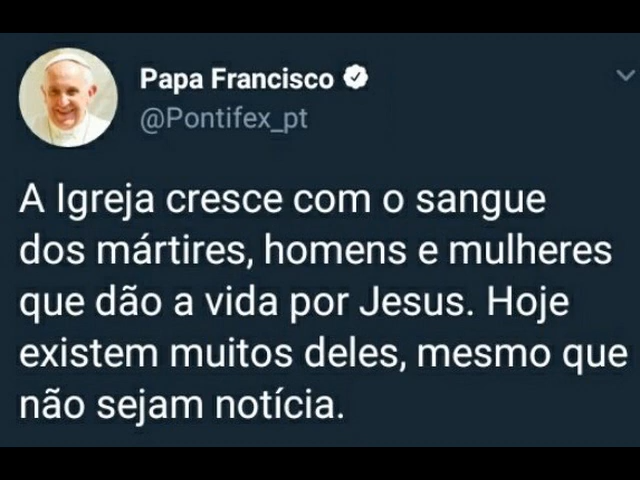 Papa Francisco
@Pontifex_pt
A Igreja cresce com o sangue
dos mártires, homens e mulheres
que dão a vida por Jesus. Hoje
existem muitos deles, mesmo que
não sejam notícia.